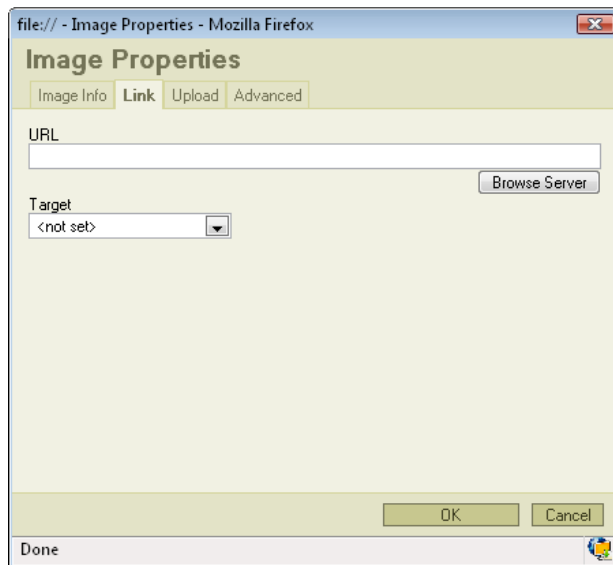 file:// - Image Properties - Mozilla Firefox
Image Properties
Image Info Link Upload Advanced
URL
Browse Server
Target
<not set>
OK Cancel
Done